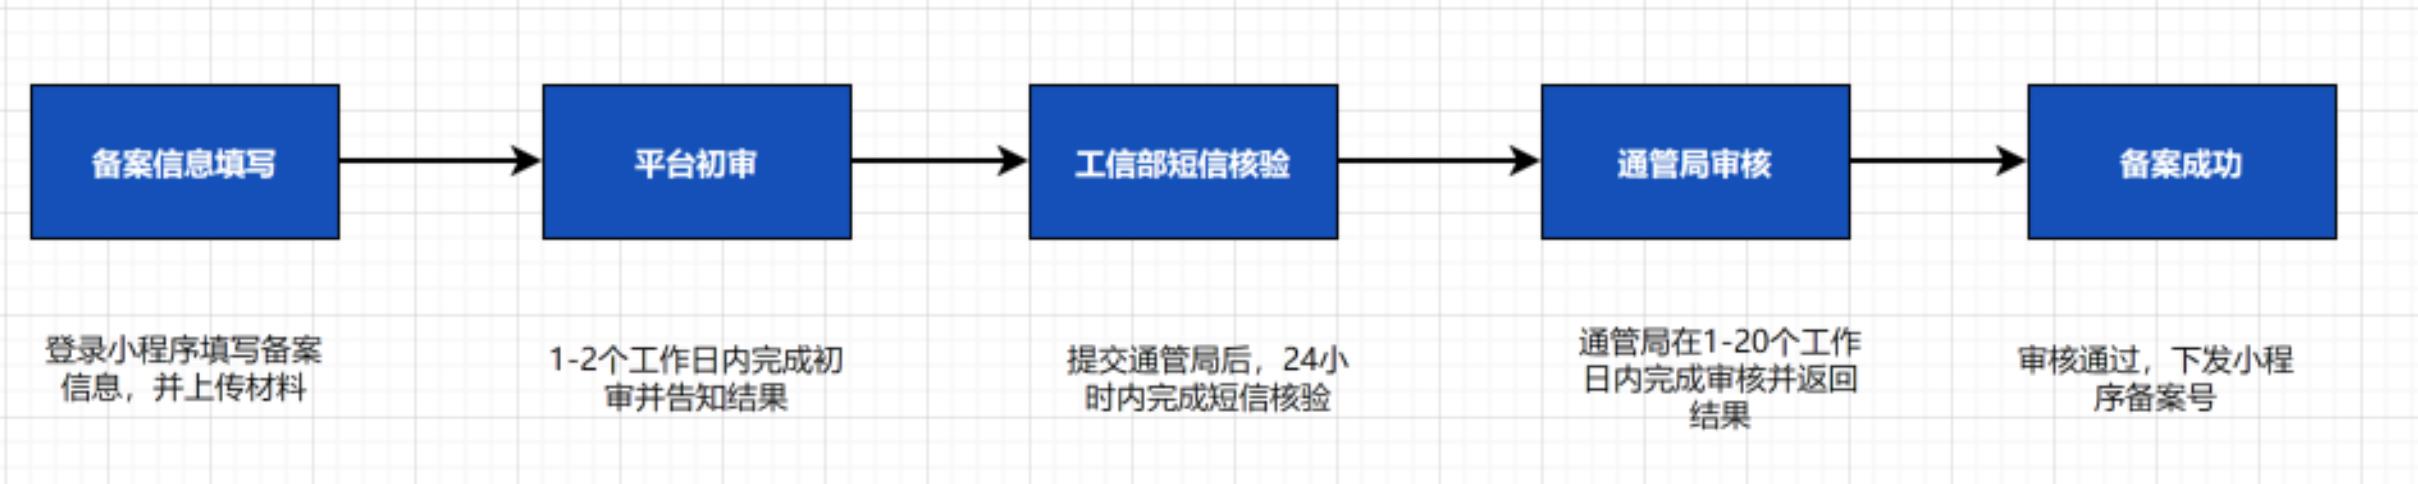 备案信息填写
平台初审
工信部短信核验
通管局审核
备案成功
登录小程序填写备案
信息，并上传材料
1-2个工作日内完成初
审并告知结果
提交通管局后，24小
时内完成短信核验
通管局在1-20个工作
日内完成审核并返回
结果
审核通过，下发小程
序备案号